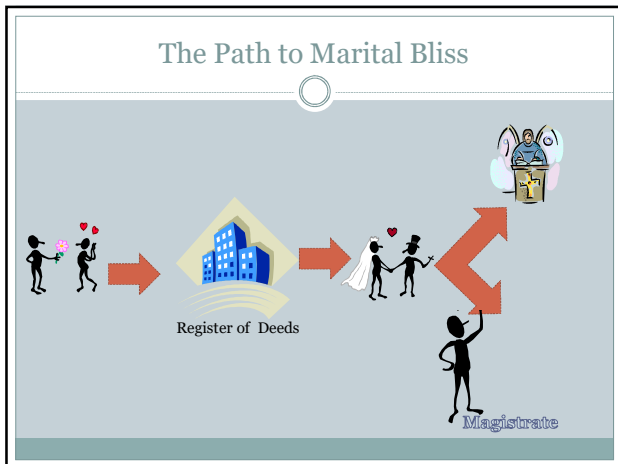 The Path to Marital Bliss
Register of Deeds
Magistrate